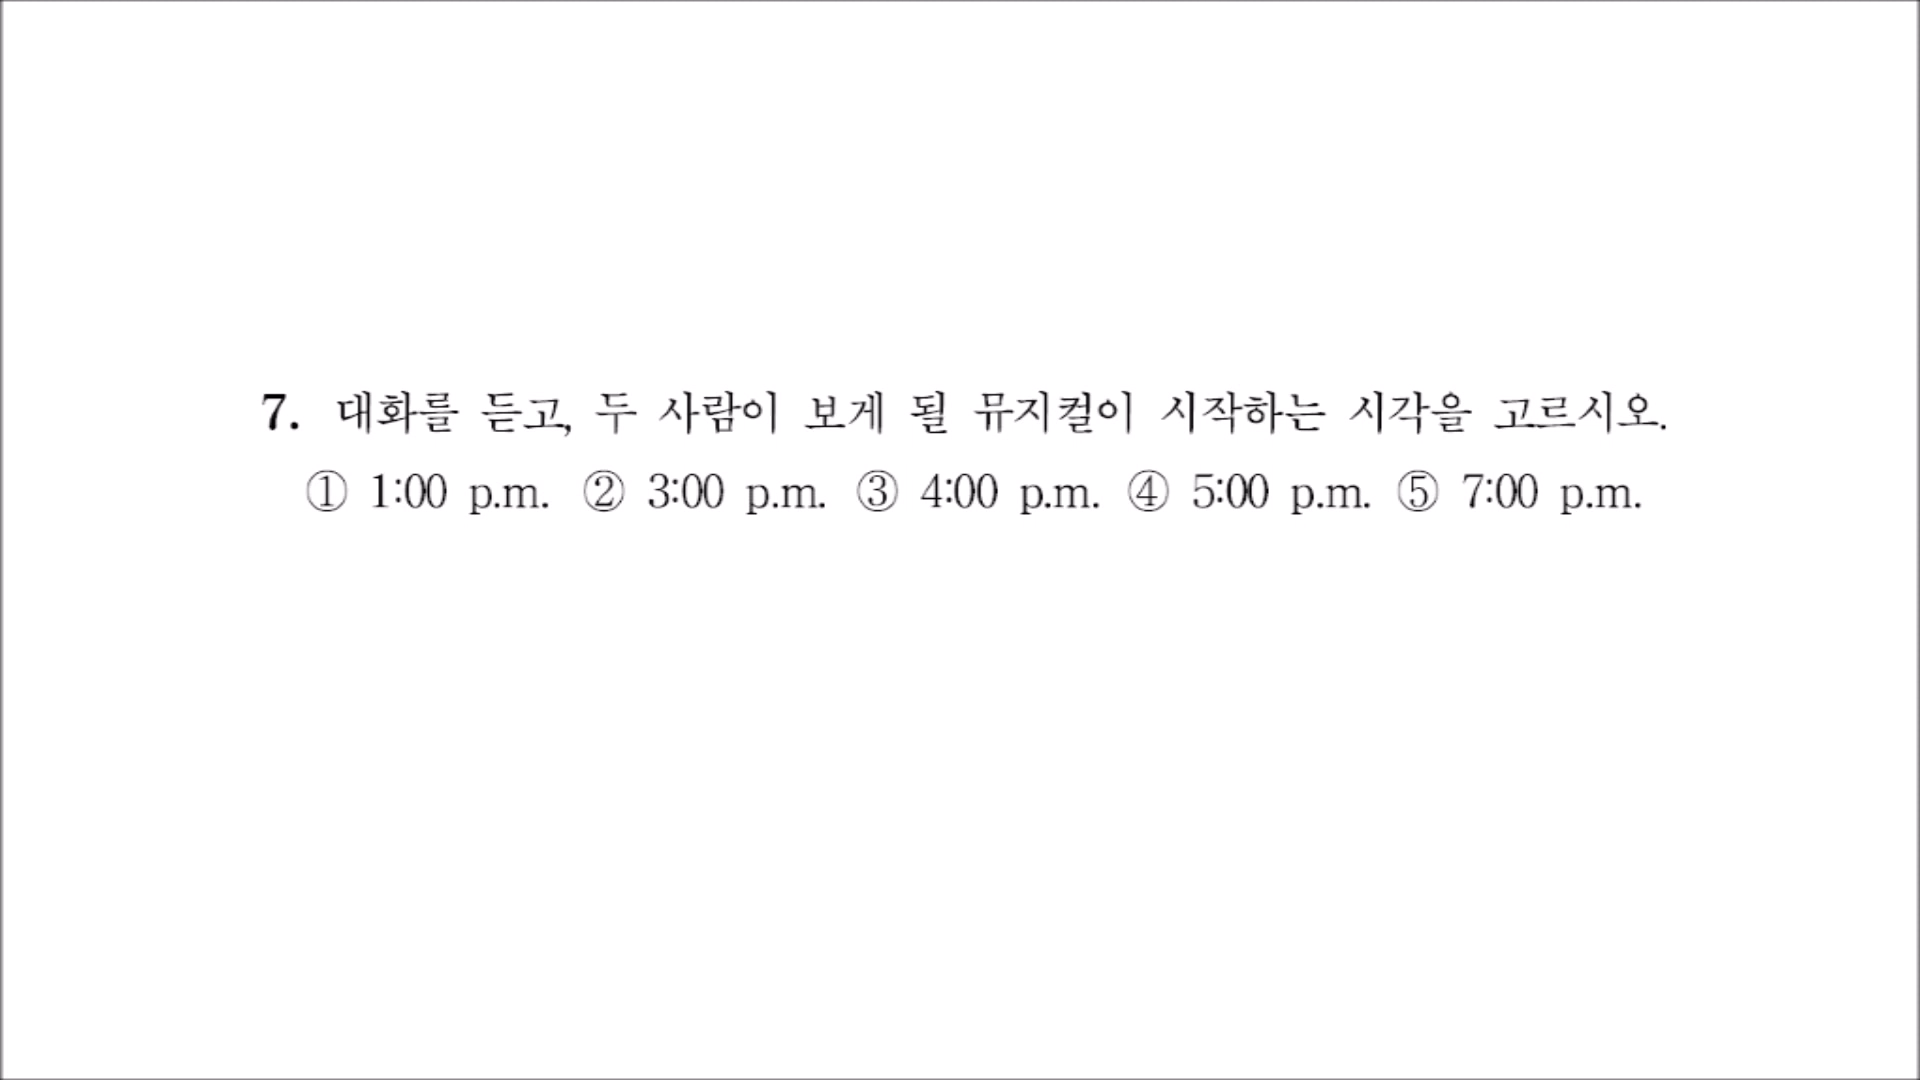 7. 대화를 듣고, 두 사람이 보게 될 뮤지컬이 시작하는 시각을 고르시오.
① 1:00 p.m. ② 3:00 p.m. ③ 4:00 p.m. ④ 5:00 p.m. ⑤ 7:00 p.m.